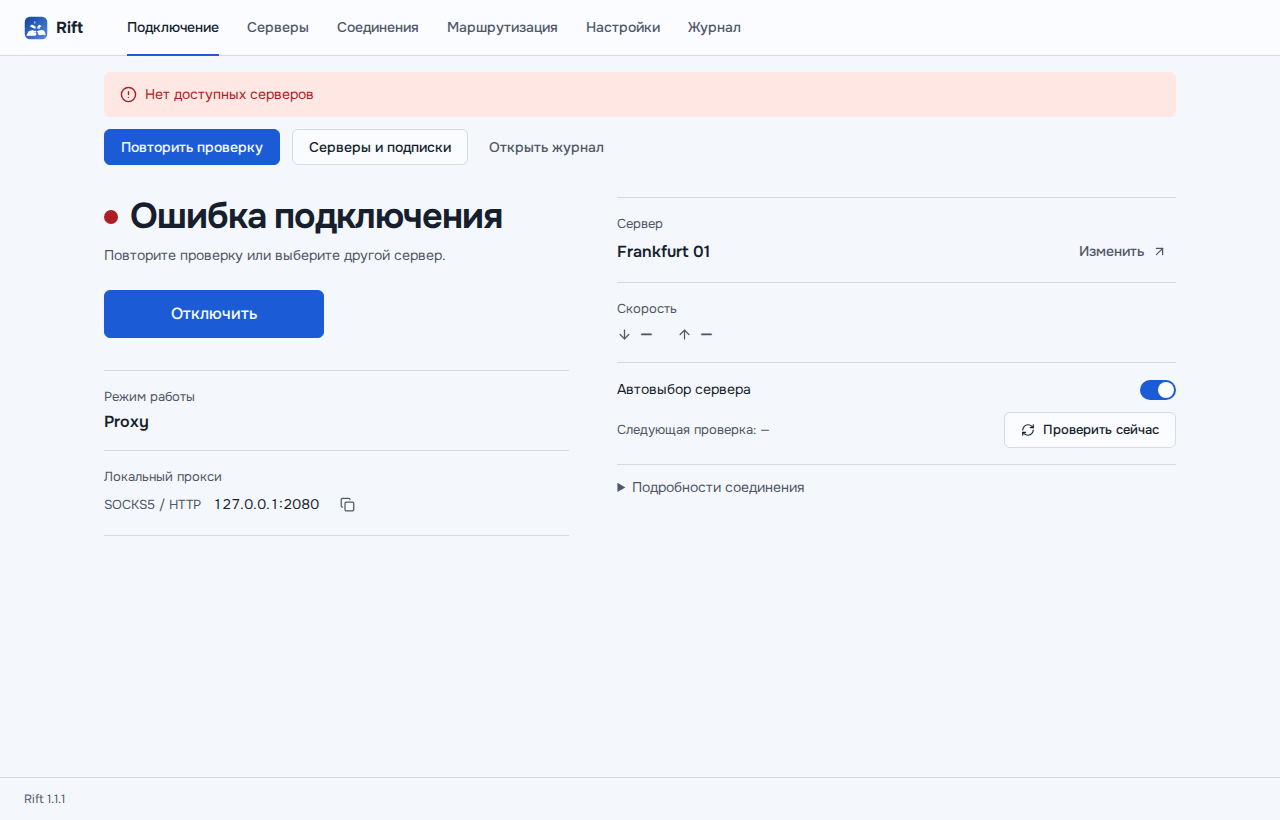 Rift
Подключение
Серверы
Соединения
Маршрутизация
Настройки
Журнал
Нет доступных серверов
Повторить проверку
Серверы и подписки
Открыть журнал
Ошибка подключения
Повторите проверку или выберите другой сервер.
Отключить
Режим работы
Proxy
Локальный прокси
SOCKS5 / HTTP 127.0.0.1:2080
Сервер
Frankfurt 01
Изменить
Скорость
↓ — ↑ —
Автовыбор сервера
Следующая проверка: —
Проверить сейчас
Подробности соединения
Rift 1.1.1